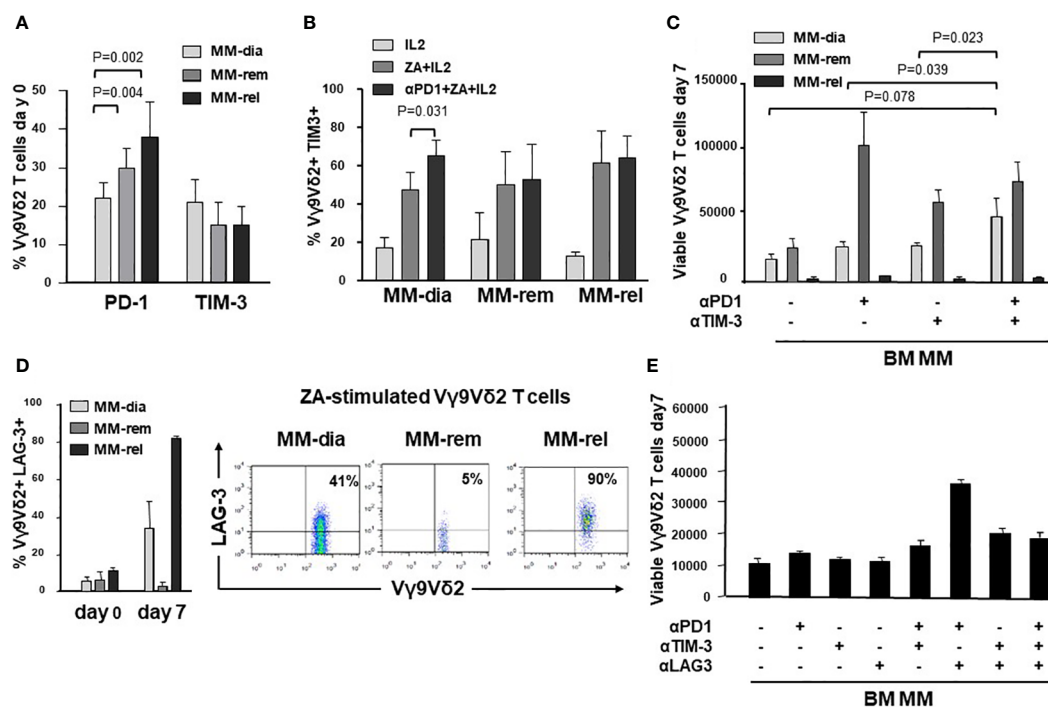 A
P=0.002
P=0.004
MM-dia
MM-rem
MM-rel
% Vγ9Vδ2 T cells da y 0
50
40
30
20
10
0
PD-1
TIM-3
B
IL2
ZA+IL2
αPD1+ZA+IL2
P=0.031
% Vγ9Vδ2+ TIM3+
100
80
60
40
20
0
MM-dia
MM-rem
MM-rel
C
MM-dia
MM-rem
MM-rel
P=0.023
P=0.039
P=0.078
Viable Vγ9Vδ2 T cells day 7
150000
100000
50000
0
αPD1 - + - +
αTIM-3 - - + +
BM MM
D
MM-dia
MM-rem
MM-rel
% Vγ9Vδ2+ LAG-3+
100
80
60
40
20
0
day 0
day 7
ZA-stimulated Vγ9Vδ2 T cells
MM-dia
MM-rem
MM-rel
41%
5%
90%
LAG-3
Vγ9Vδ2
E
Viable Vγ9Vδ2 T cells day7
60000
50000
40000
30000
20000
10000
0
αPD1 - + - - + + - +
αTIM-3 - - + - + - + +
αLAG3 - - - + - + + +
BM MM